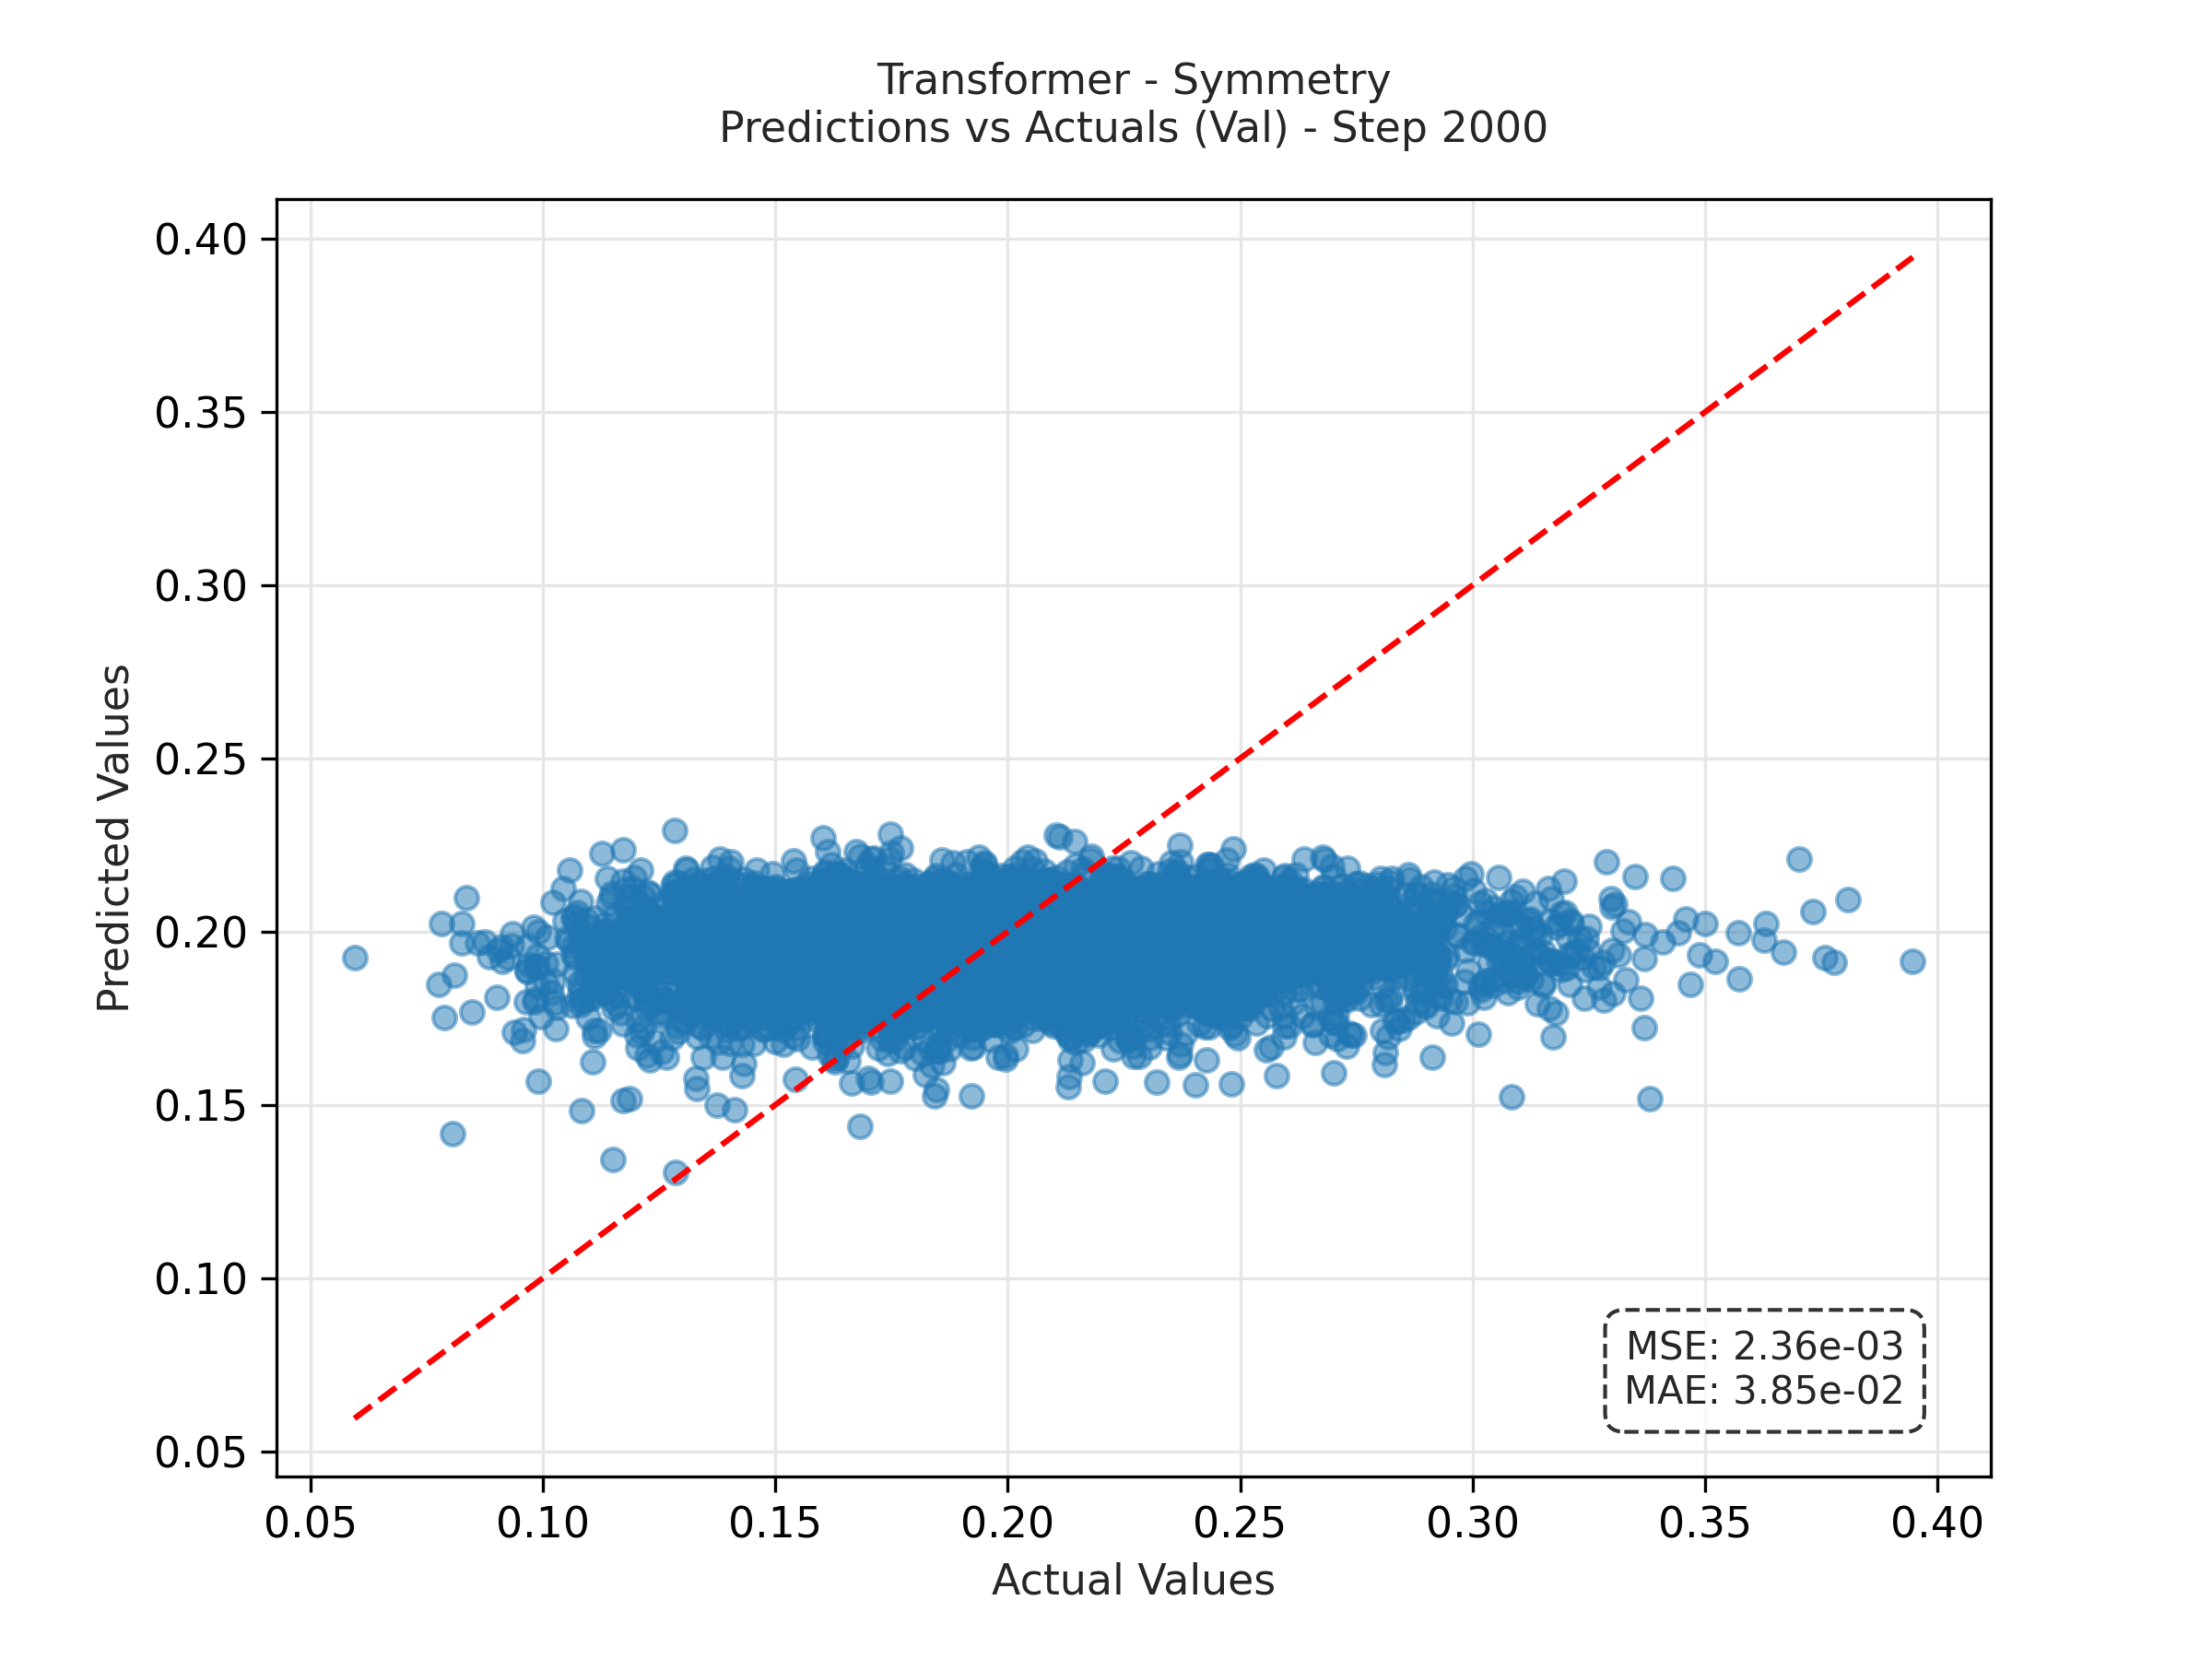 Transformer - Symmetry
Predictions vs Actuals (Val) - Step 2000
0.40
0.35
0.30
0.25
0.20
0.15
0.10
0.05
Predicted Values
MSE: 2.36e-03
MAE: 3.85e-02
0.05 0.10 0.15 0.20 0.25 0.30 0.35 0.40
Actual Values